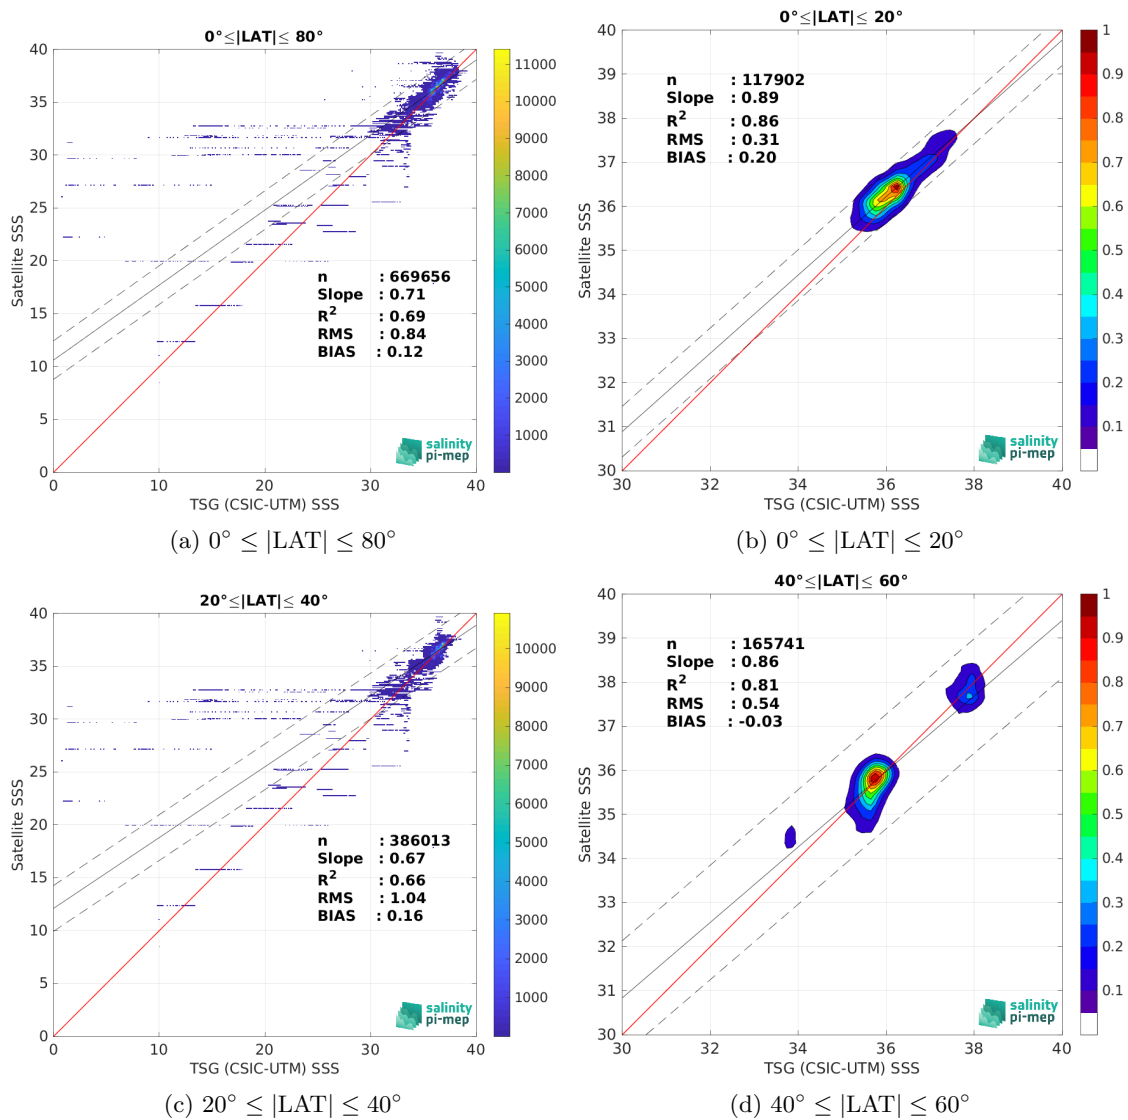 0°≤|LAT|≤ 80°
40
35
30
25
20
15
10
5
0
Satellite SSS
n : 669656
Slope : 0.71
R² : 0.69
RMS : 0.84
BIAS : 0.12
salinity
pi-mep
0 10 20 30 40
TSG (CSIC-UTM) SSS
11000
10000
9000
8000
7000
6000
5000
4000
3000
2000
1000
(a) 0° ≤ |LAT| ≤ 80°
0°≤|LAT|≤ 20°
40
39
38
37
36
35
34
33
32
31
30
Satellite SSS
n : 117902
Slope : 0.89
R² : 0.86
RMS : 0.31
BIAS : 0.20
salinity
pi-mep
30 32 34 36 38 40
TSG (CSIC-UTM) SSS
1
0.9
0.8
0.7
0.6
0.5
0.4
0.3
0.2
0.1
(b) 0° ≤ |LAT| ≤ 20°
20°≤|LAT|≤ 40°
40
35
30
25
20
15
10
5
0
Satellite SSS
n : 386013
Slope : 0.67
R² : 0.66
RMS : 1.04
BIAS : 0.16
salinity
pi-mep
0 10 20 30 40
TSG (CSIC-UTM) SSS
10000
9000
8000
7000
6000
5000
4000
3000
2000
1000
(c) 20° ≤ |LAT| ≤ 40°
40°≤|LAT|≤ 60°
40
39
38
37
36
35
34
33
32
31
30
Satellite SSS
n : 165741
Slope : 0.86
R² : 0.81
RMS : 0.54
BIAS : -0.03
salinity
pi-mep
30 32 34 36 38 40
TSG (CSIC-UTM) SSS
1
0.9
0.8
0.7
0.6
0.5
0.4
0.3
0.2
0.1
(d) 40° ≤ |LAT| ≤ 60°